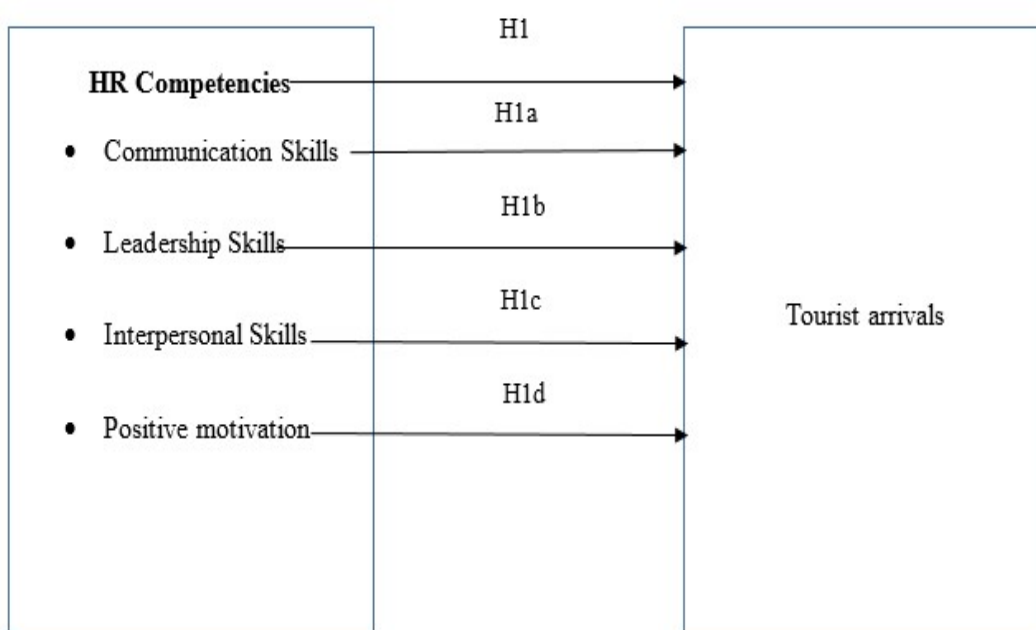 H1
HR Competencies
H1a
• Communication Skills
H1b
• Leadership Skills
H1c
• Interpersonal Skills
Tourist arrivals
H1d
• Positive motivation